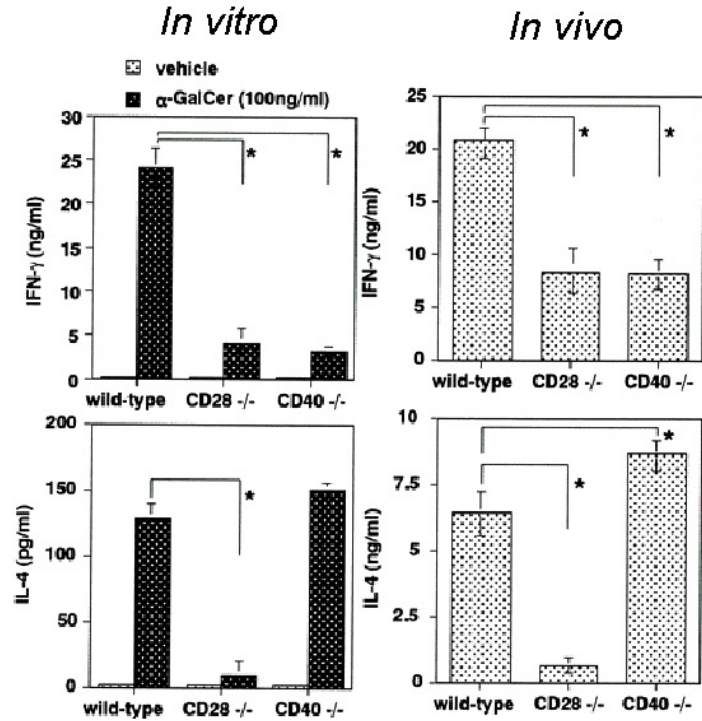 In vitro
In vivo
vehicle
α-GalCer (100ng/ml)
30
25
20
15
10
5
0
IFN-γ (ng/ml)
*
*
wild-type CD28 -/- CD40 -/-
25
20
15
10
5
0
IFN-γ (ng/ml)
*
*
wild-type CD28 -/- CD40 -/-
200
150
100
50
0
IL-4 (pg/ml)
*
wild-type CD28 -/- CD40 -/-
10
7.5
5
2.5
0
IL-4 (ng/ml)
*
*
wild-type CD28 -/- CD40 -/-